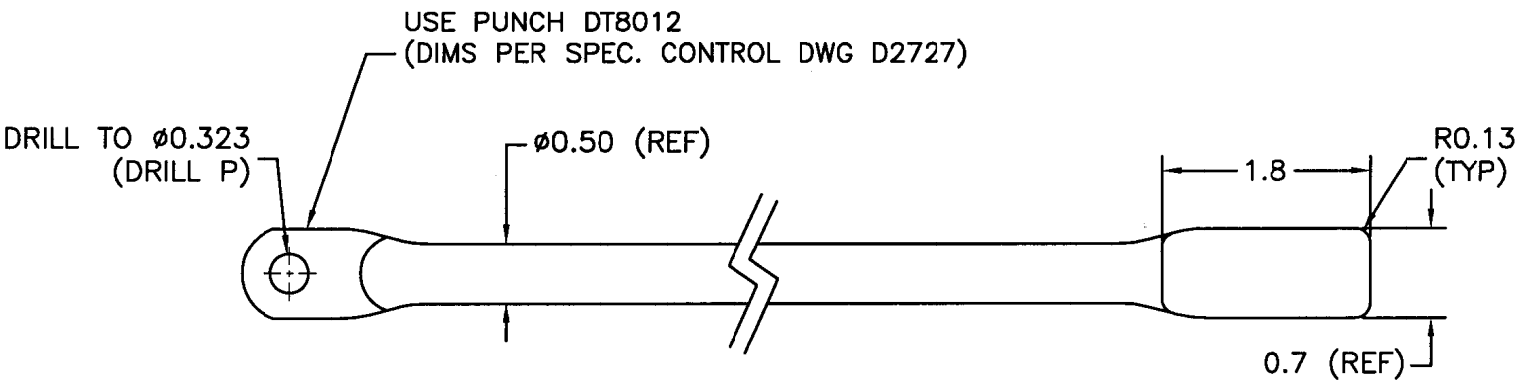 USE PUNCH DT8012
(DIMS PER SPEC. CONTROL DWG D2727)
DRILL TO ø0.323
(DRILL P)
ø0.50 (REF)
1.8
R0.13
(TYP)
0.7 (REF)